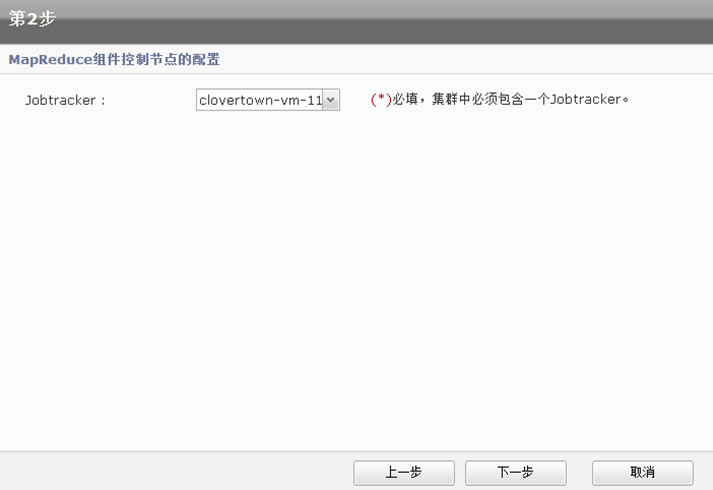 第2步
MapReduce组件控制节点的配置
Jobtracker： clovertown-vm-11 (*)必填，集群中必须包含一个Jobtracker。
上一步 下一步 取消